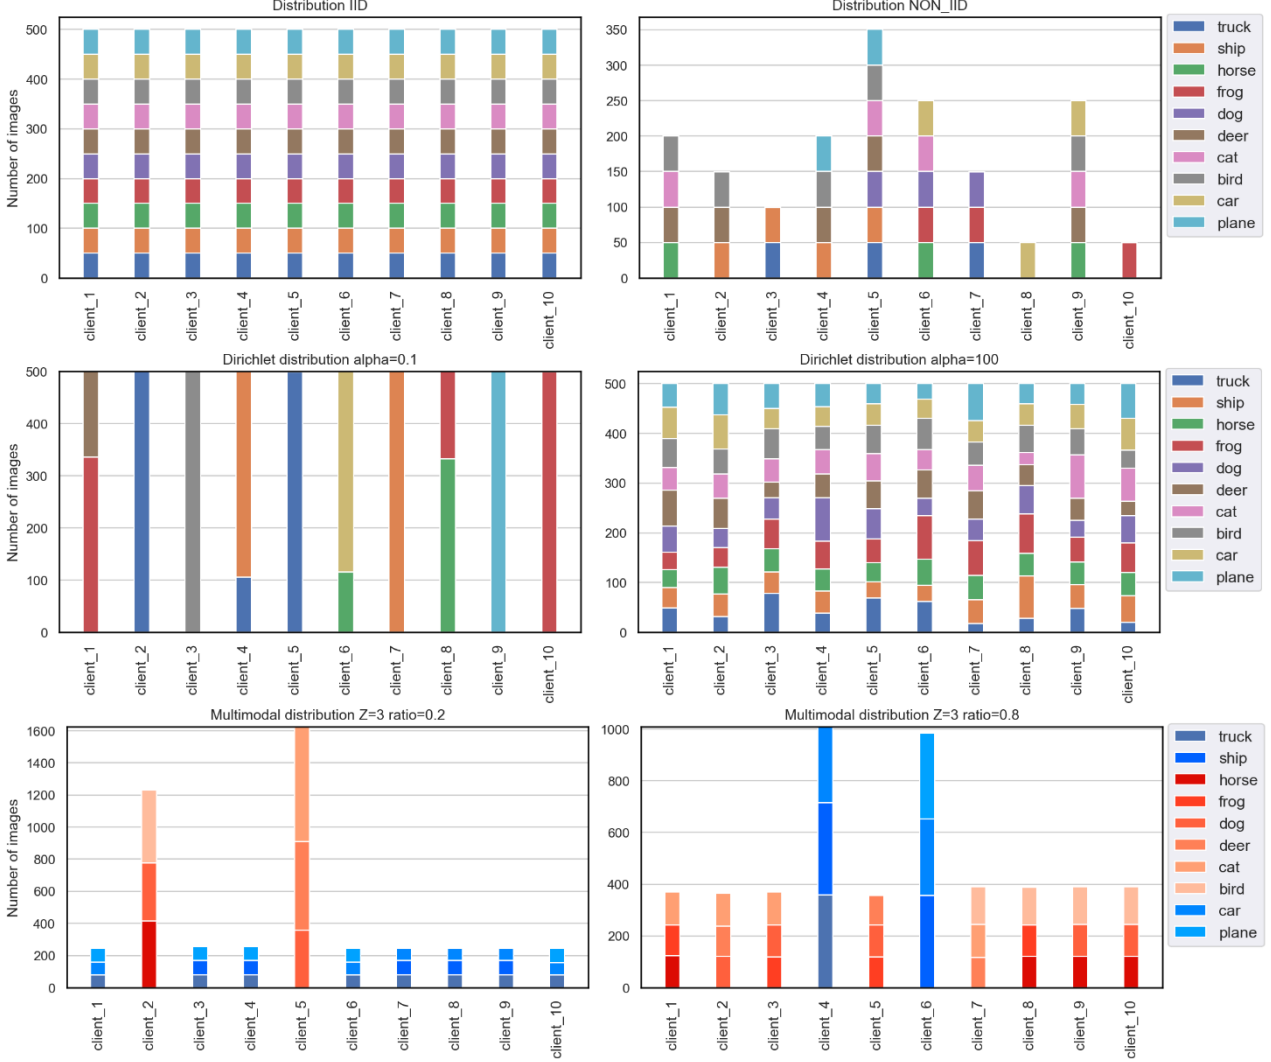 Distribution IID
Number of images
500
400
300
200
100
0
client_1
client_2
client_3
client_4
client_5
client_6
client_7
client_8
client_9
client_10
Distribution NON_IID
350
300
250
200
150
100
50
0
client_1
client_2
client_3
client_4
client_5
client_6
client_7
client_8
client_9
client_10
truck
ship
horse
frog
dog
deer
cat
bird
car
plane
Dirichlet distribution alpha=0.1
Number of images
500
400
300
200
100
0
client_1
client_2
client_3
client_4
client_5
client_6
client_7
client_8
client_9
client_10
Dirichlet distribution alpha=100
500
400
300
200
100
0
client_1
client_2
client_3
client_4
client_5
client_6
client_7
client_8
client_9
client_10
truck
ship
horse
frog
dog
deer
cat
bird
car
plane
Multimodal distribution Z=3 ratio=0.2
Number of images
1600
1400
1200
1000
800
600
400
200
0
client_1
client_2
client_3
client_4
client_5
client_6
client_7
client_8
client_9
client_10
Multimodal distribution Z=3 ratio=0.8
1000
800
600
400
200
0
client_1
client_2
client_3
client_4
client_5
client_6
client_7
client_8
client_9
client_10
truck
ship
horse
frog
dog
deer
cat
bird
car
plane